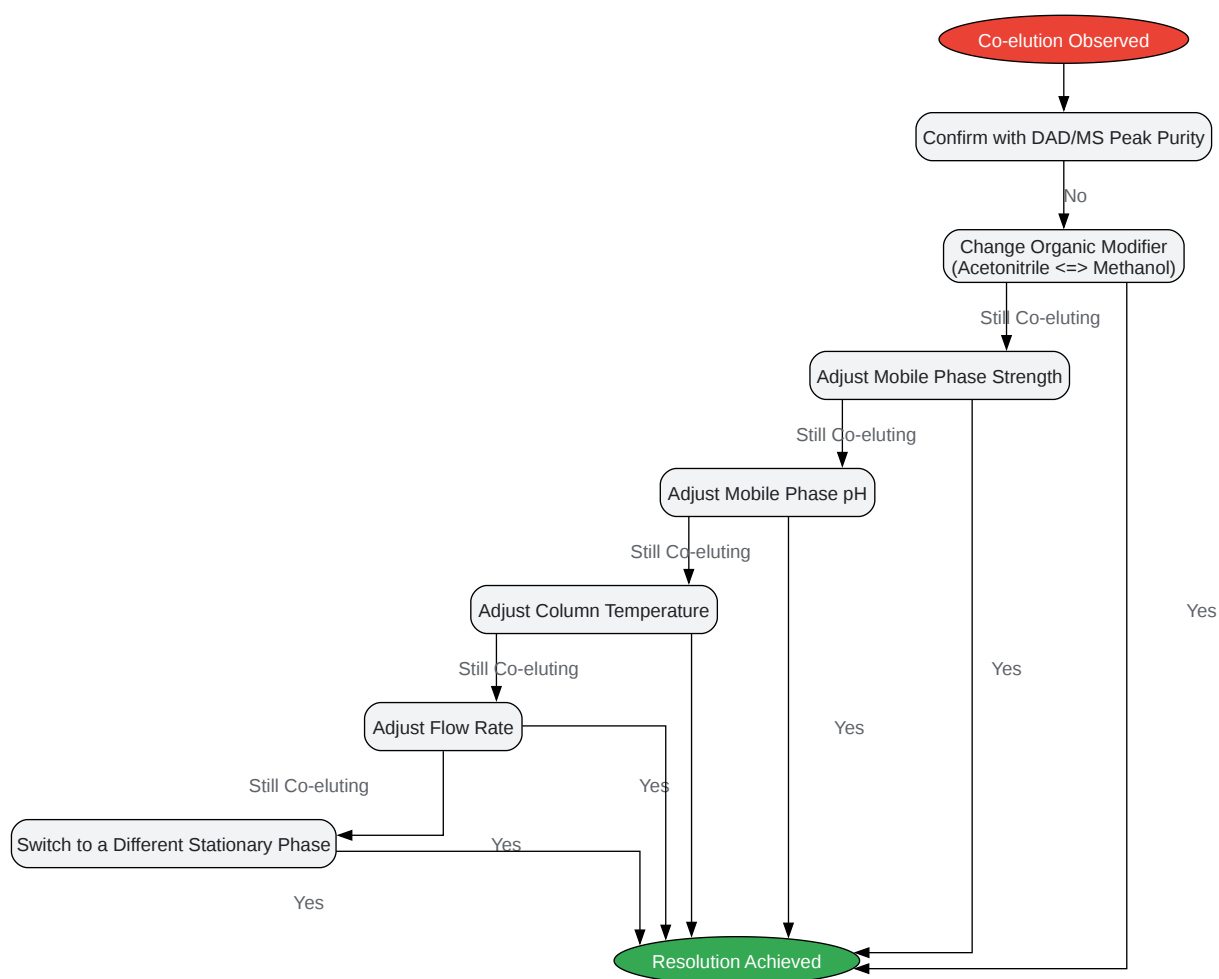 Co-elution Observed
Confirm with DAD/MS Peak Purity
No
Change Organic Modifier
(Acetonitrile <=> Methanol)
Still Co-eluting
Adjust Mobile Phase Strength
Still Co-eluting
Adjust Mobile Phase pH
Still Co-eluting
Adjust Column Temperature
Yes
Still Co-eluting
Yes
Adjust Flow Rate
Yes
Still Co-eluting
Yes
Switch to a Different Stationary Phase
Yes
Yes
Resolution Achieved